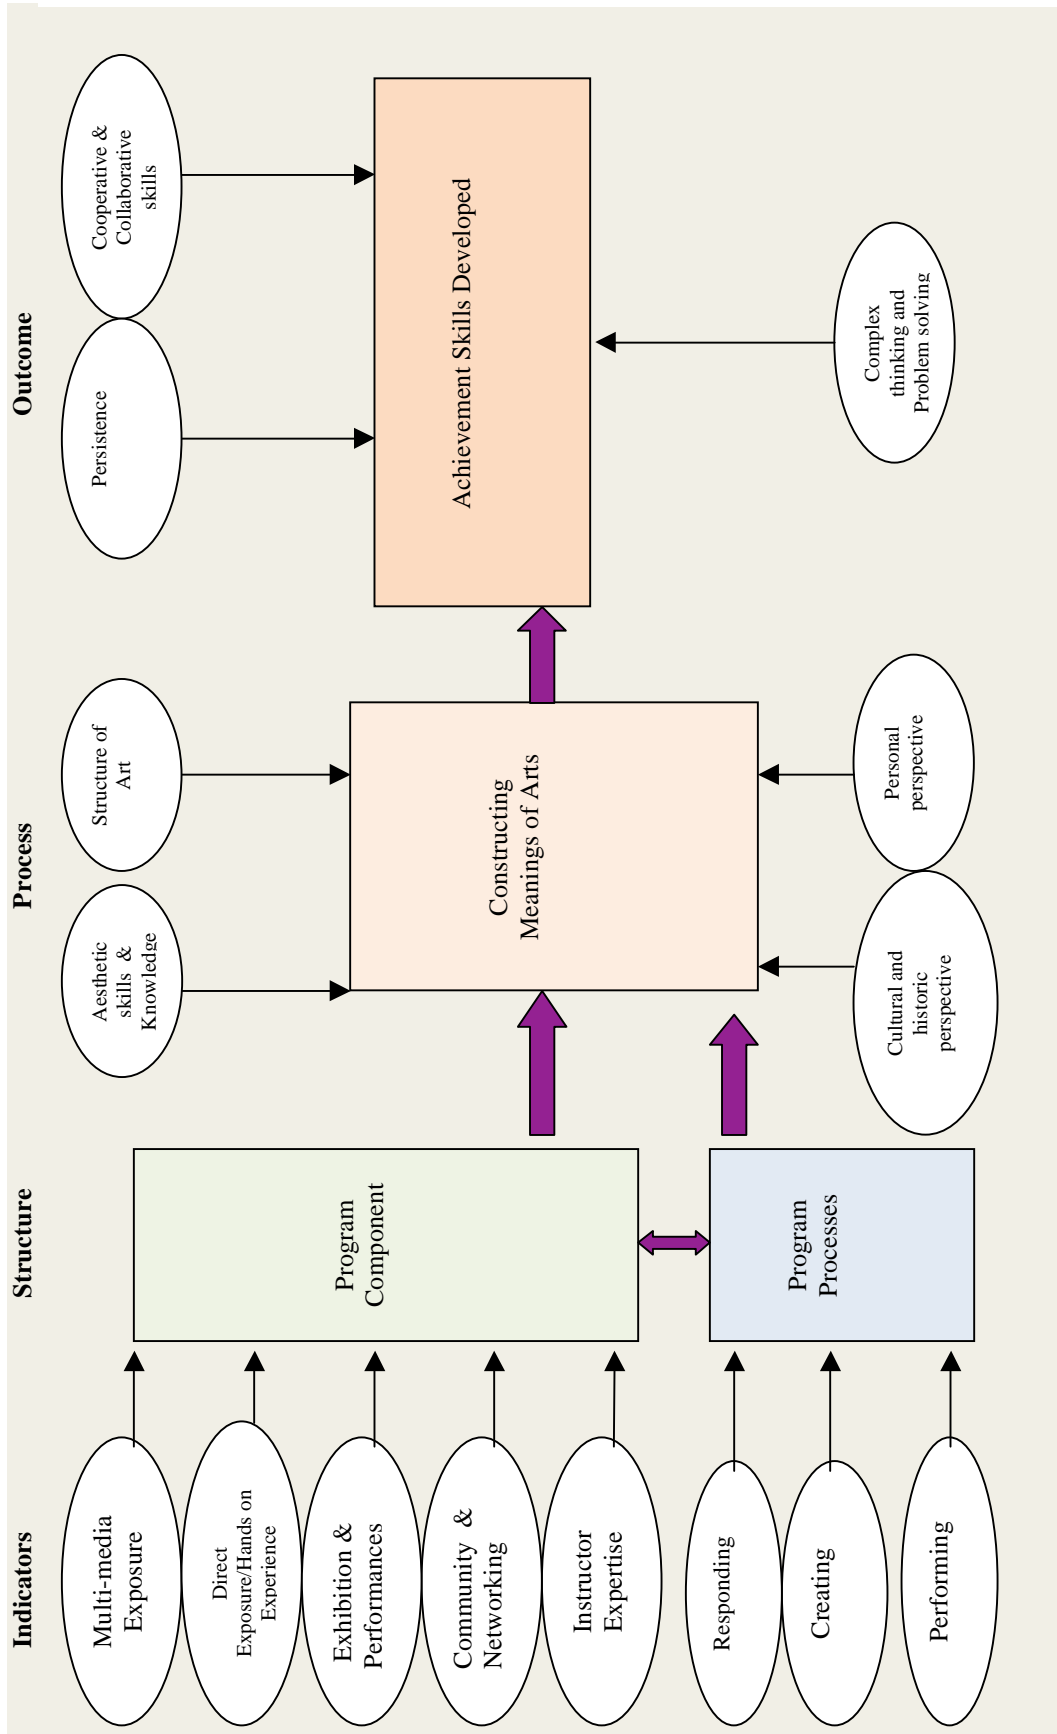 Indicators
Structure
Process
Outcome
Multi-media
Exposure
Direct
Exposure/Hands on
Experience
Exhibition &
Performances
Community &
Networking
Instructor
Expertise
Responding
Creating
Performing
Program
Component
Program
Processes
Aesthetic
skills &
Knowledge
Structure of
Art
Constructing
Meanings of Arts
Cultural and
historic
perspective
Personal
perspective
Persistence
Cooperative &
Collaborative
skills
Achievement Skills Developed
Complex
thinking and
Problem solving